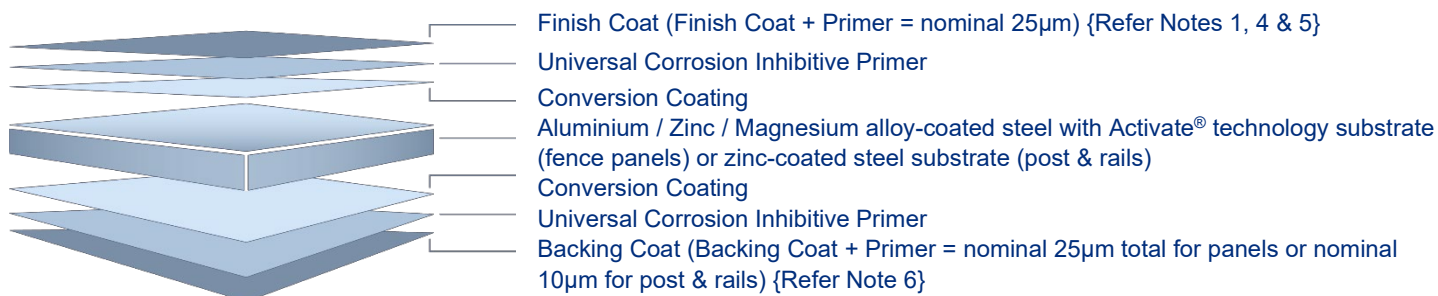 Finish Coat (Finish Coat + Primer = nominal 25µm) {Refer Notes 1, 4 & 5}
Universal Corrosion Inhibitive Primer
Conversion Coating
Aluminium / Zinc / Magnesium alloy-coated steel with Activate® technology substrate
(fence panels) or zinc-coated steel substrate (post & rails)
Conversion Coating
Universal Corrosion Inhibitive Primer
Backing Coat (Backing Coat + Primer = nominal 25µm total for panels or nominal
10µm for post & rails) {Refer Note 6}